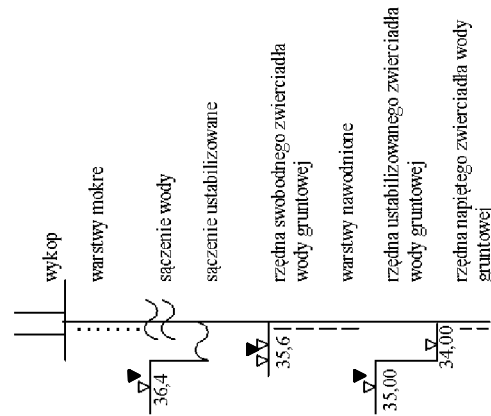 wykop
warstwy mokre
sączenie wody
sączenie ustabilizowane
rzędna swobodnego zwierciadła
wody gruntowej
warstwy nawodnione
rzędna ustabilizowanego zwierciadła
wody gruntowej
rzędna napiętego zwierciadła wody
gruntowej
36,4
35,6
35,00
34,00